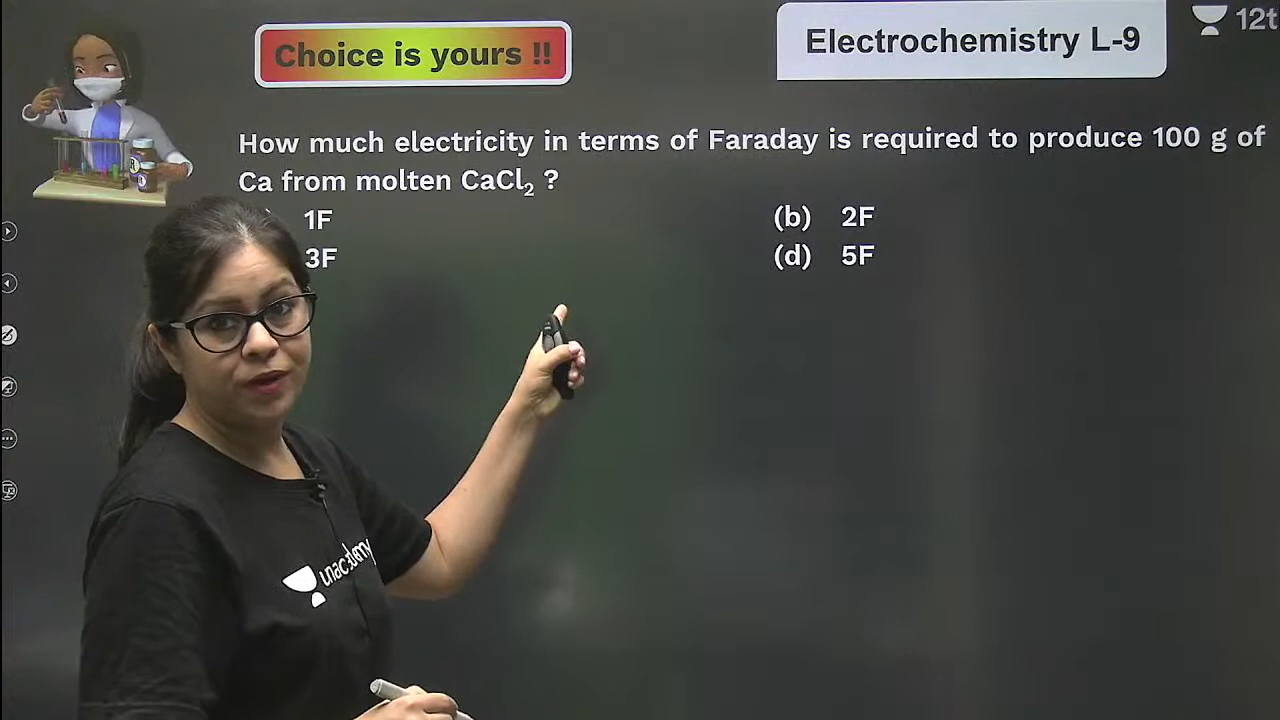 Choice is yours !!
Electrochemistry L-9
12t
How much electricity in terms of Faraday is required to produce 100 g of
Ca from molten CaCl₂ ?
1F
(b) 2F
3F
(d) 5F
unacademy